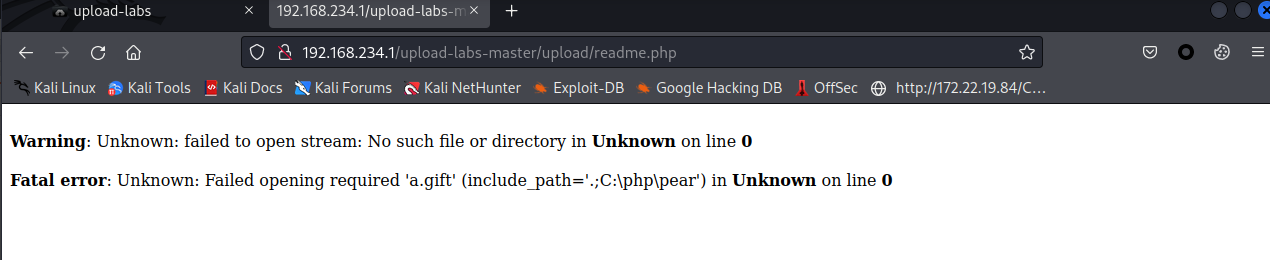 upload-labs
192.168.234.1/upload-labs-m
192.168.234.1/upload-labs-master/upload/readme.php
Kali Linux Kali Tools Kali Docs Kali Forums Kali NetHunter Exploit-DB Google Hacking DB OffSec http://172.22.19.84/C…
Warning: Unknown: failed to open stream: No such file or directory in Unknown on line 0
Fatal error: Unknown: Failed opening required 'a.gift' (include_path='.;C:\php\pear') in Unknown on line 0